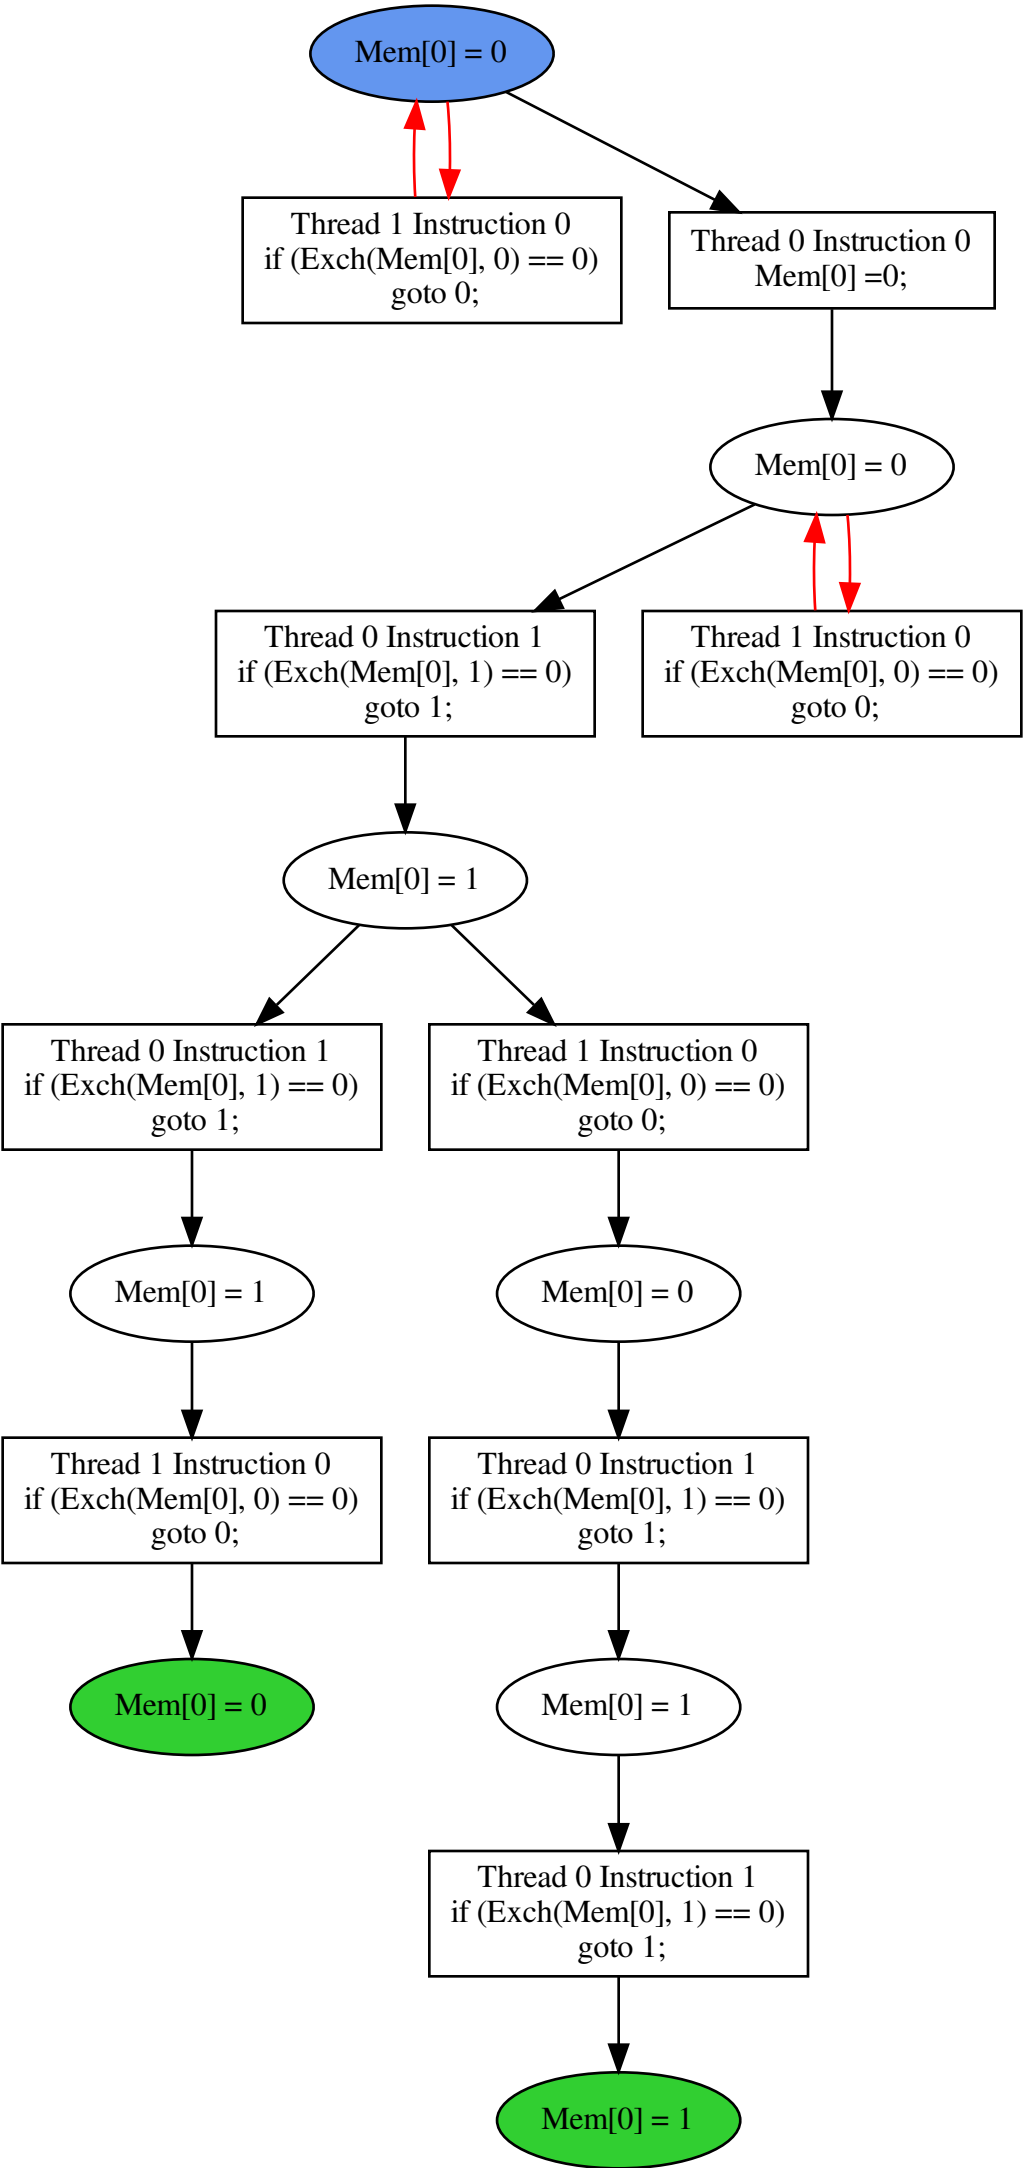 Mem[0] = 0
Thread 1 Instruction 0
if (Exch(Mem[0], 0) == 0)
goto 0;
Thread 0 Instruction 0
Mem[0] =0;
Mem[0] = 0
Thread 0 Instruction 1
if (Exch(Mem[0], 1) == 0)
goto 1;
Thread 1 Instruction 0
if (Exch(Mem[0], 0) == 0)
goto 0;
Mem[0] = 1
Thread 0 Instruction 1
if (Exch(Mem[0], 1) == 0)
goto 1;
Thread 1 Instruction 0
if (Exch(Mem[0], 0) == 0)
goto 0;
Mem[0] = 1
Mem[0] = 0
Thread 1 Instruction 0
if (Exch(Mem[0], 0) == 0)
goto 0;
Thread 0 Instruction 1
if (Exch(Mem[0], 1) == 0)
goto 1;
Mem[0] = 0
Mem[0] = 1
Thread 0 Instruction 1
if (Exch(Mem[0], 1) == 0)
goto 1;
Mem[0] = 1